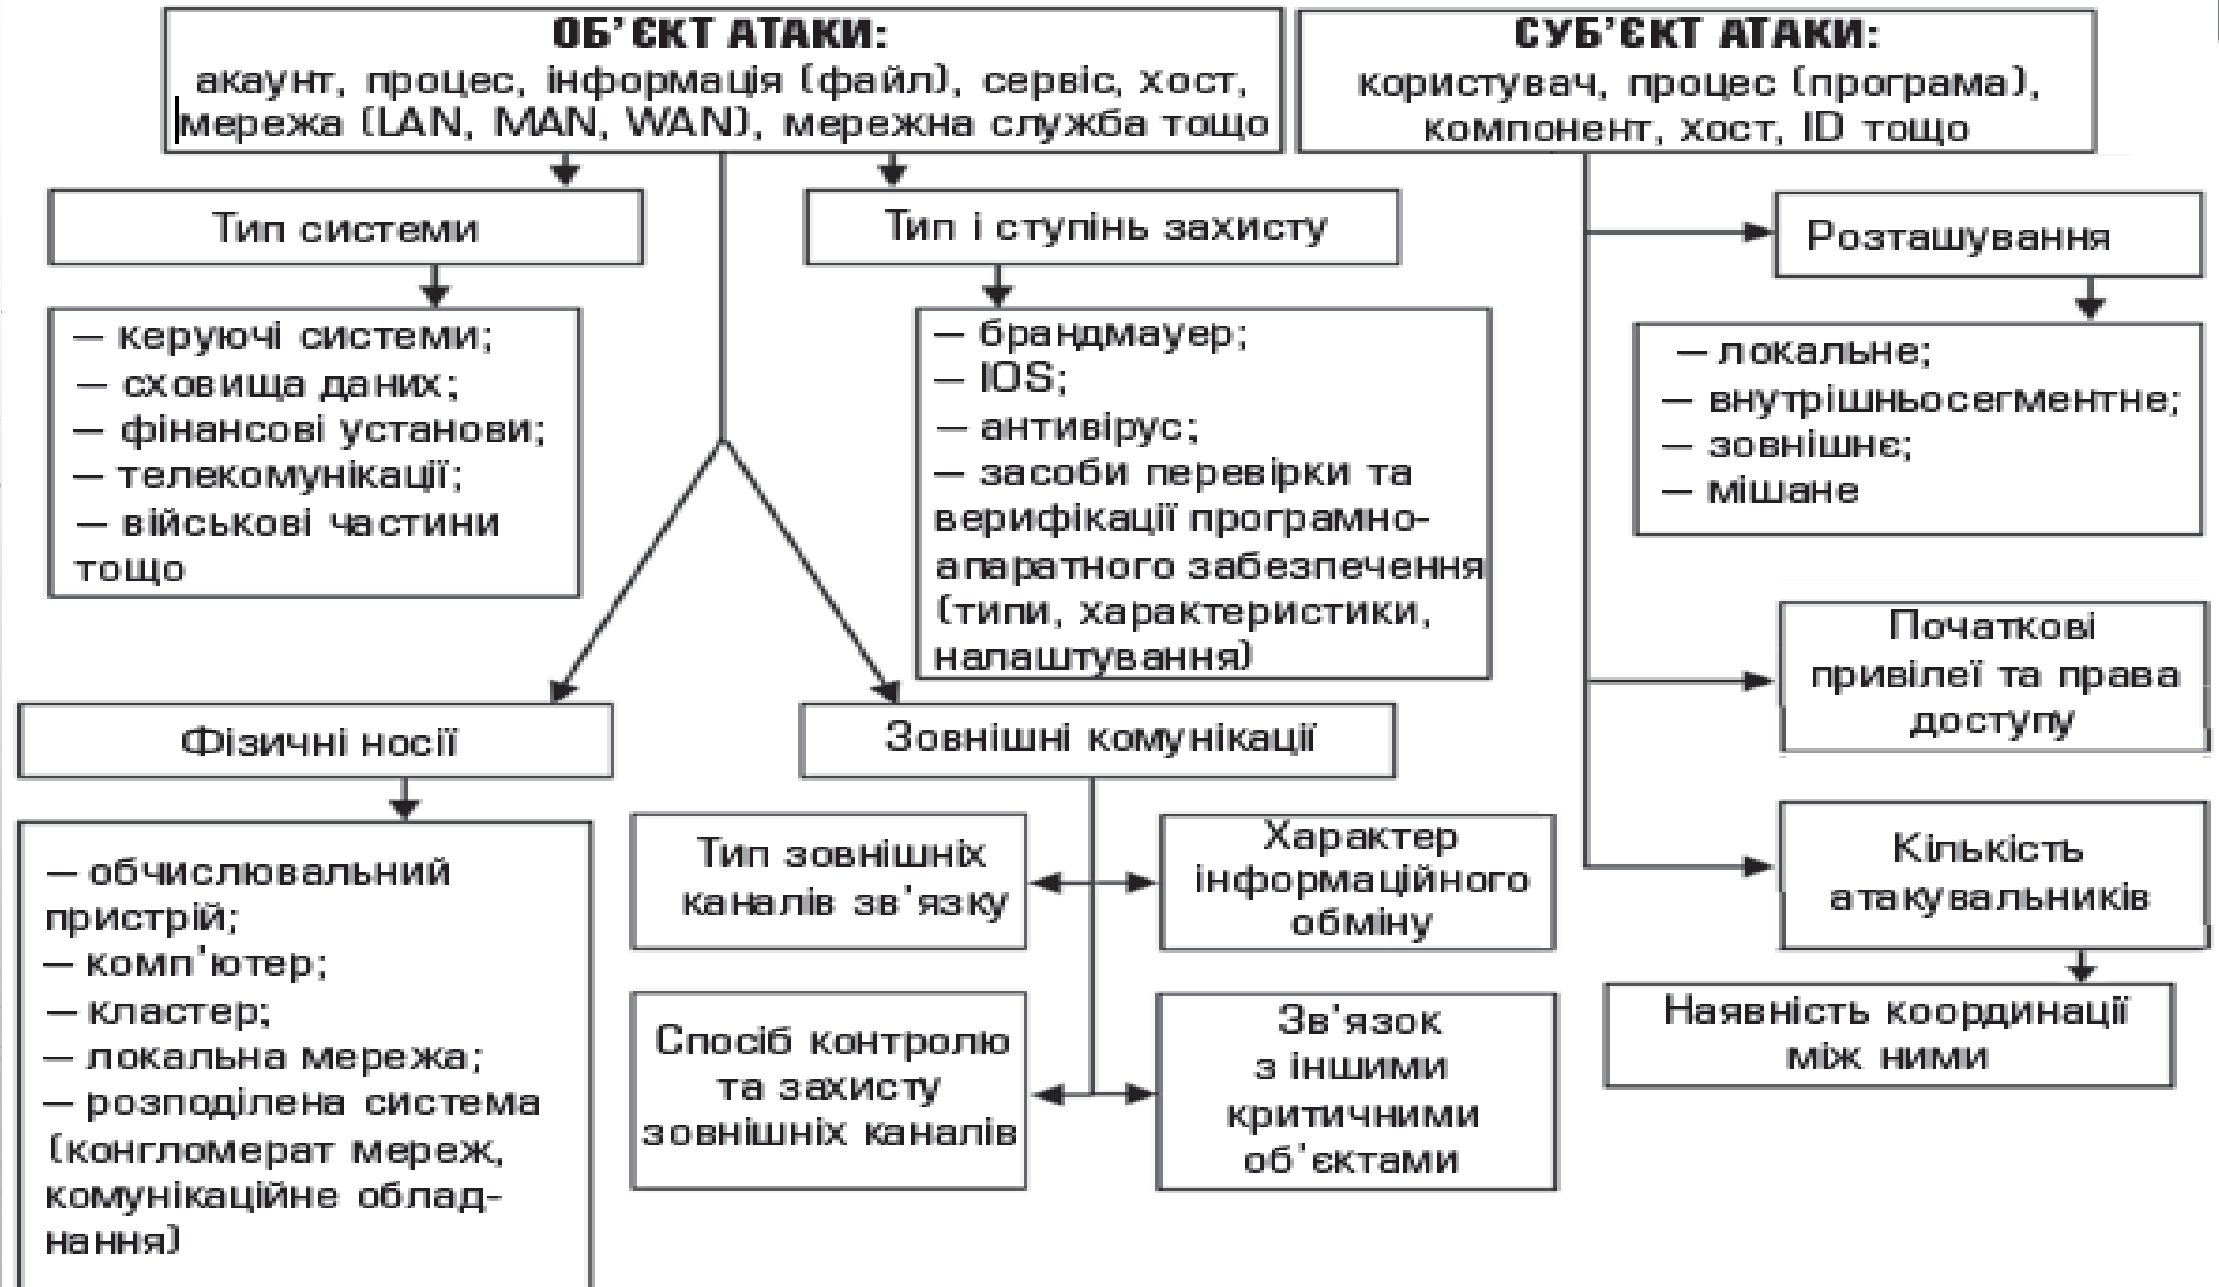 ОБ'ЄКТ АТАКИ:
акаунт, процес, інформація (файл), сервіс, хост,
мережа (LAN, MAN, WAN), мережна служба тощо
СУБ'ЄКТ АТАКИ:
користувач, процес (програма),
компонент, хост, ID тощо
Тип системи
— керуючі системи;
— сховища даних;
— фінансові установи;
— телекомунікації;
— військові частини
тощо
Тип і ступінь захисту
— брандмауер;
— IOS;
— антивірус;
— засоби перевірки та
верифікації програмно-
апаратного забезпечення
(типи, характеристики,
налаштування)
Розташування
— локальне;
— внутрішньосегментне;
— зовнішнє;
— мішане
Початкові
привілеї та права
доступу
Кількість
атакувальників
Наявність координації
між ними
Фізичні носії
— обчислювальний
пристрій;
— комп'ютер;
— кластер;
— локальна мережа;
— розподілена система
(конгломерат мереж,
комунікаційне облад-
нання)
Зовнішні комунікації
Тип зовнішніх
каналів зв'язку
Характер
інформаційного
обміну
Спосіб контролю
та захисту
зовнішніх каналів
Зв'язок
з іншими
критичними
об'єктами